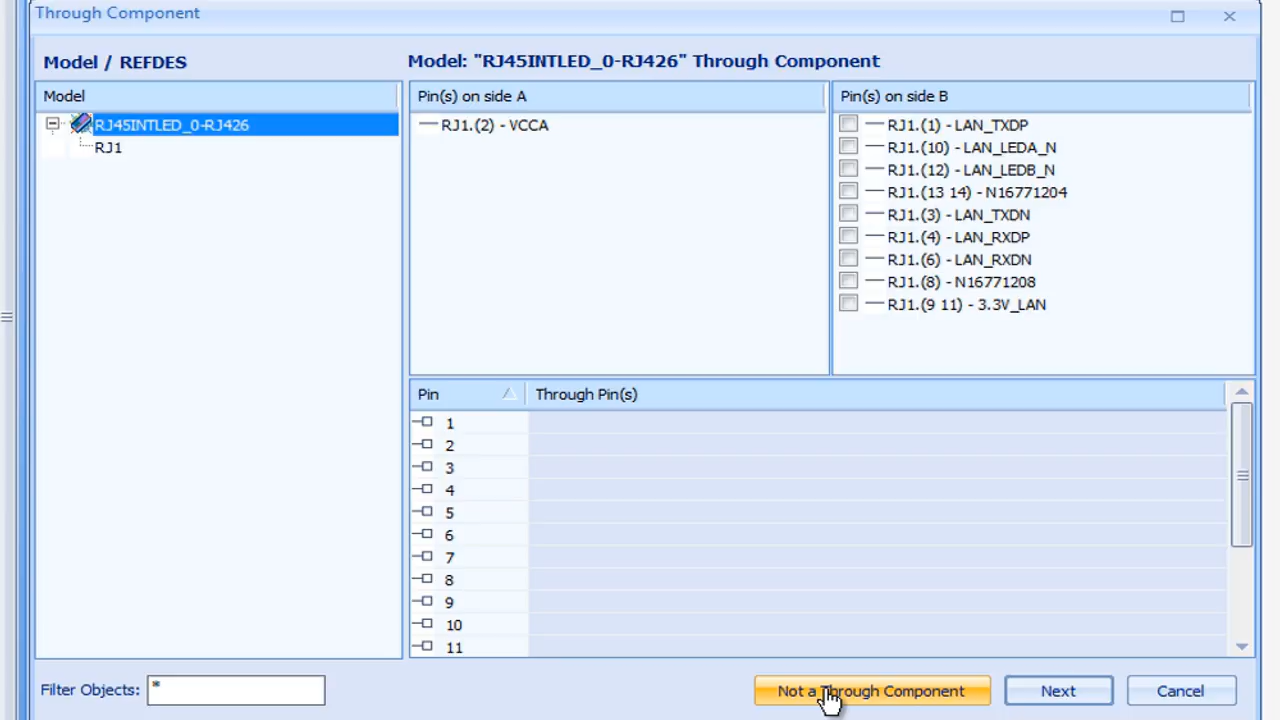 Through Component
Model / REFDES
Model: "RJ45INTLED_0-RJ426" Through Component
Model
RJ45INTLED_0-RJ426
RJ1
Pin(s) on side A
RJ1.(2) - VCCA
Pin(s) on side B
RJ1.(1) - LAN_TXDP
RJ1.(10) - LAN_LEDA_N
RJ1.(12) - LAN_LEDB_N
RJ1.(13 14) - N16771204
RJ1.(3) - LAN_TXDN
RJ1.(4) - LAN_RXDP
RJ1.(6) - LAN_RXDN
RJ1.(8) - N16771208
RJ1.(9 11) - 3.3V_LAN
Pin Through Pin(s)
1
2
3
4
5
6
7
8
9
10
11
Filter Objects: *
Not a Through Component Next Cancel